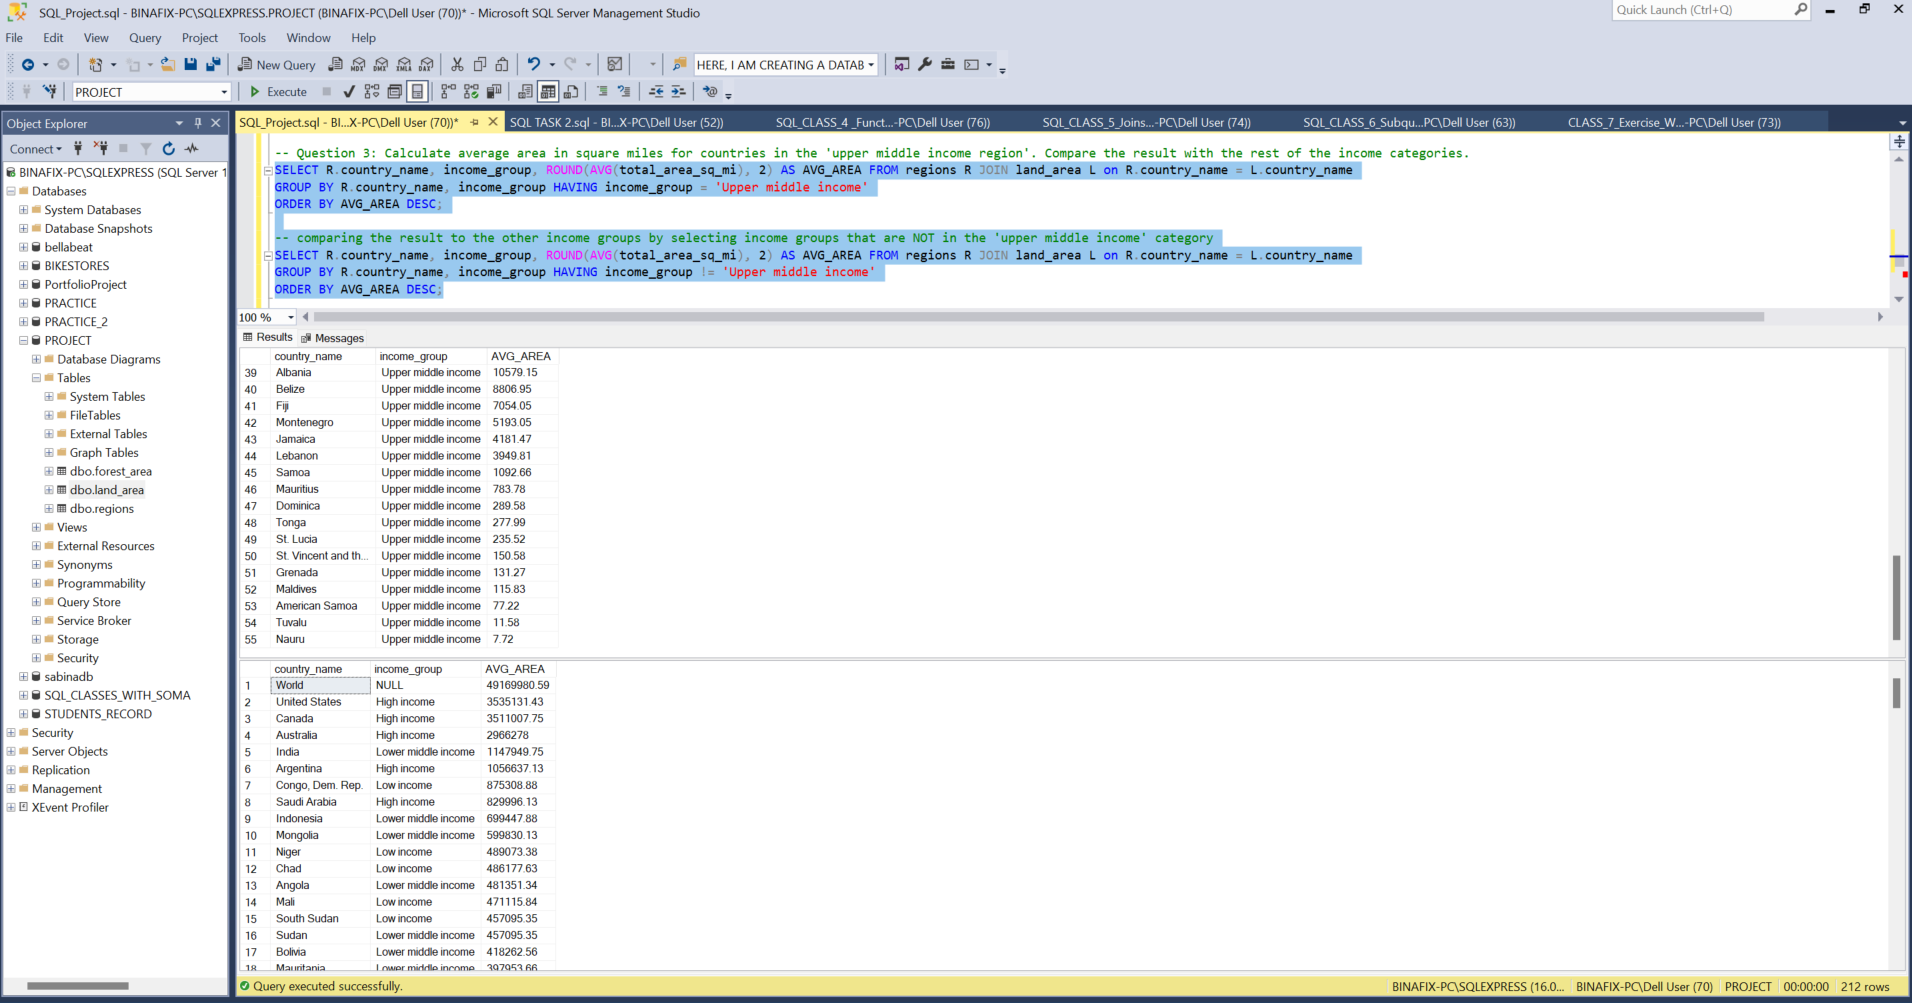 SQL_Project.sql - BINAFIX-PC\SQLEXPRESS.PROJECT (BINAFIX-PC\Dell User (70))* - Microsoft SQL Server Management Studio
Quick Launch (Ctrl+Q)
File Edit View Query Project Tools Window Help
New Query MDX DMX XMLA DAX HERE, I AM CREATING A DATAB
PROJECT Execute
Object Explorer
Connect
BINAFIX-PC\SQLEXPRESS (SQL Server 1
Databases
System Databases
Database Snapshots
bellabeat
BIKESTORES
PortfolioProject
PRACTICE
PRACTICE_2
PROJECT
Database Diagrams
Tables
System Tables
FileTables
External Tables
Graph Tables
dbo.forest_area
dbo.land_area
dbo.regions
Views
External Resources
Synonyms
Programmability
Query Store
Service Broker
Storage
Security
sabinadb
SQL_CLASSES_WITH_SOMA
STUDENTS_RECORD
Security
Server Objects
Replication
Management
XEvent Profiler
SQL_Project.sql - BI...X-PC\Dell User (70))* SQL TASK 2.sql - BI...X-PC\Dell User (52)) SQL_CLASS_4 _Funct...-PC\Dell User (76)) SQL_CLASS_5_Joins...-PC\Dell User (74)) SQL_CLASS_6_Subqu...PC\Dell User (63)) CLASS_7_Exercise_W...-PC\Dell User (73))
-- Question 3: Calculate average area in square miles for countries in the 'upper middle income region'. Compare the result with the rest of the income categories.
SELECT R.country_name, income_group, ROUND(AVG(total_area_sq_mi), 2) AS AVG_AREA FROM regions R JOIN land_area L on R.country_name = L.country_name
GROUP BY R.country_name, income_group HAVING income_group = 'Upper middle income'
ORDER BY AVG_AREA DESC;
-- comparing the result to the other income groups by selecting income groups that are NOT in the 'upper middle income' category
SELECT R.country_name, income_group, ROUND(AVG(total_area_sq_mi), 2) AS AVG_AREA FROM regions R JOIN land_area L on R.country_name = L.country_name
GROUP BY R.country_name, income_group HAVING income_group != 'Upper middle income'
ORDER BY AVG_AREA DESC;
100 %
Results Messages
country_name income_group AVG_AREA
39 Albania Upper middle income 10579.15
40 Belize Upper middle income 8806.95
41 Fiji Upper middle income 7054.05
42 Montenegro Upper middle income 5193.05
43 Jamaica Upper middle income 4181.47
44 Lebanon Upper middle income 3949.81
45 Samoa Upper middle income 1092.66
46 Mauritius Upper middle income 783.78
47 Dominica Upper middle income 289.58
48 Tonga Upper middle income 277.99
49 St. Lucia Upper middle income 235.52
50 St. Vincent and th... Upper middle income 150.58
51 Grenada Upper middle income 131.27
52 Maldives Upper middle income 115.83
53 American Samoa Upper middle income 77.22
54 Tuvalu Upper middle income 11.58
55 Nauru Upper middle income 7.72
country_name income_group AVG_AREA
1 World NULL 49169980.59
2 United States High income 3535131.43
3 Canada High income 3511007.75
4 Australia High income 2966278
5 India Lower middle income 1147949.75
6 Argentina High income 1056637.13
7 Congo, Dem. Rep. Low income 875308.88
8 Saudi Arabia High income 829996.13
9 Indonesia Lower middle income 699447.88
10 Mongolia Lower middle income 599830.13
11 Niger Low income 489073.38
12 Chad Low income 486177.63
13 Angola Lower middle income 481351.34
14 Mali Low income 471115.84
15 South Sudan Low income 457095.35
16 Sudan Lower middle income 457095.35
17 Bolivia Lower middle income 418262.56
18 Mauritania Lower middle income 397953.66
Query executed successfully.
BINAFIX-PC\SQLEXPRESS (16.0... BINAFIX-PC\Dell User (70) PROJECT 00:00:00 212 rows